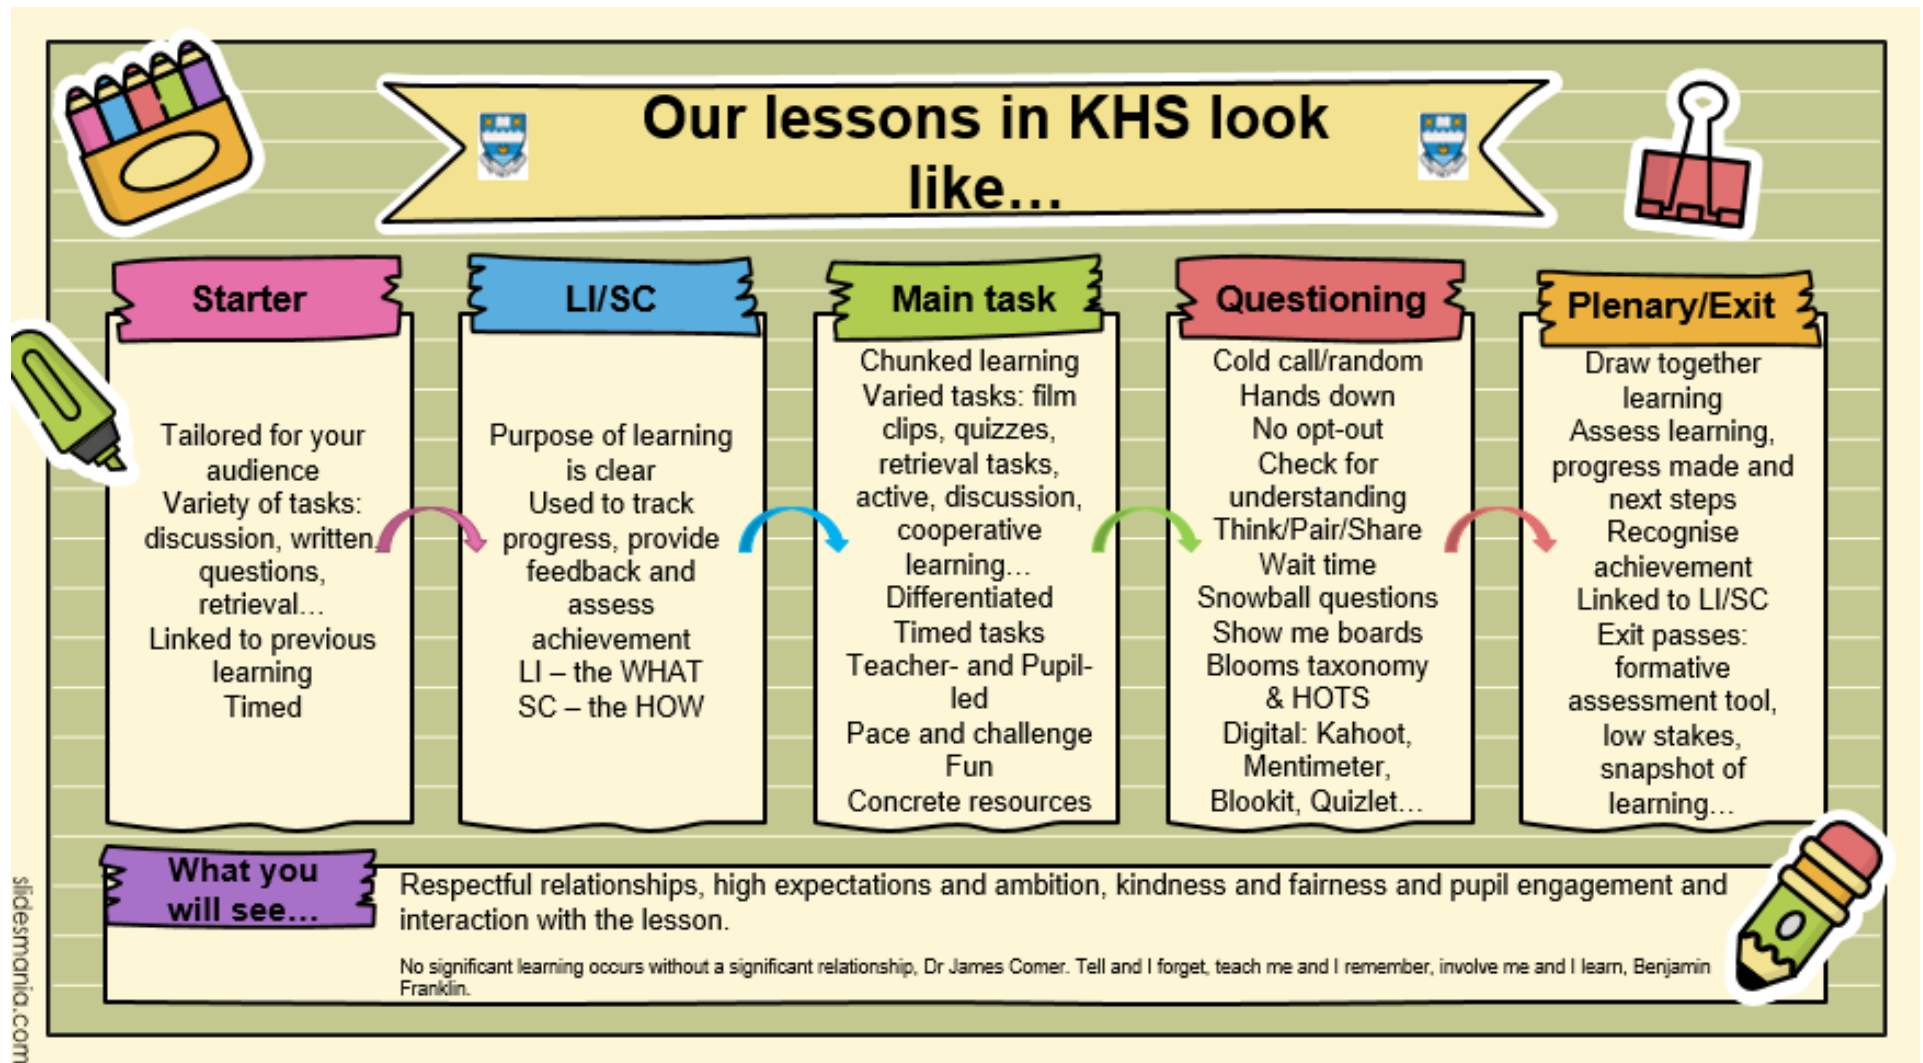 Our lessons in KHS look
like...
Starter
Tailored for your
audience
Variety of tasks:
discussion, written,
questions,
retrieval...
Linked to previous
learning
Timed
LI/SC
Purpose of learning
is clear
Used to track
progress, provide
feedback and
assess
achievement
LI – the WHAT
SC – the HOW
Main task
Chunked learning
Varied tasks: film
clips, quizzes,
retrieval tasks,
active, discussion,
cooperative
learning...
Differentiated
Timed tasks
Teacher- and Pupil-
led
Pace and challenge
Fun
Concrete resources
Questioning
Cold call/random
Hands down
No opt-out
Check for
understanding
Think/Pair/Share
Wait time
Snowball questions
Show me boards
Blooms taxonomy
& HOTS
Digital: Kahoot,
Mentimeter,
Blookit, Quizlet...
Plenary/Exit
Draw together
learning
Assess learning,
progress made and
next steps
Recognise
achievement
Linked to LI/SC
Exit passes:
formative
assessment tool,
low stakes,
snapshot of
learning...
What you
will see...
Respectful relationships, high expectations and ambition, kindness and fairness and pupil engagement and
interaction with the lesson.
No significant learning occurs without a significant relationship, Dr James Comer. Tell and I forget, teach me and I remember, involve me and I learn, Benjamin
Franklin.
slidesmania.com